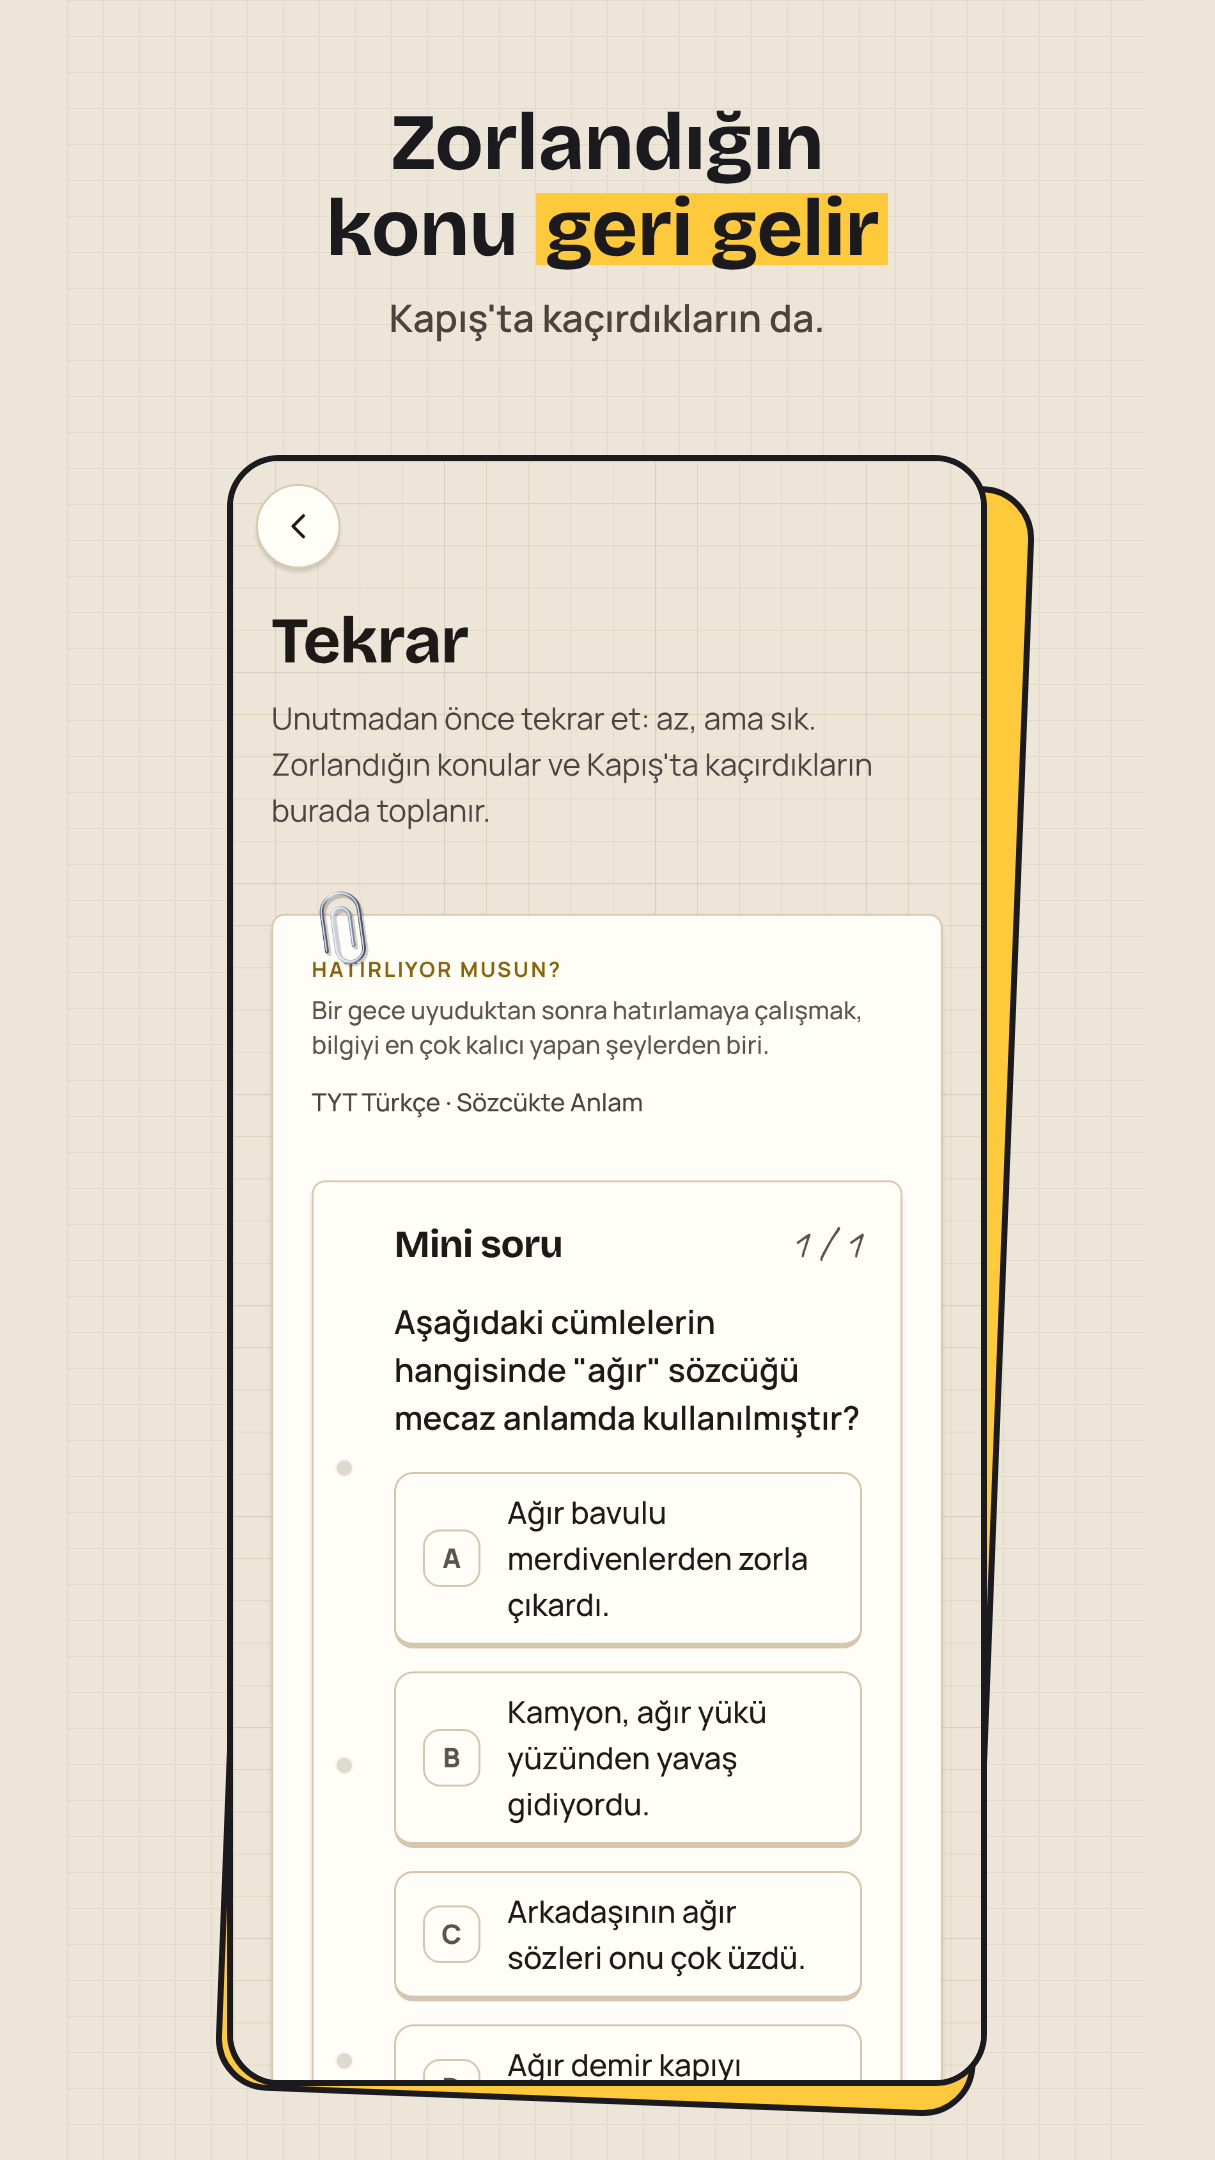 Zorlandığın
konu geri gelir
Kapış'ta kaçırdıkların da.
Tekrar
Unutmadan önce tekrar et: az, ama sık.
Zorlandığın konular ve Kapış'ta kaçırdıkların
burada toplanır.
HATIRLIYOR MUSUN?
Bir gece uyuduktan sonra hatırlamaya çalışmak,
bilgiyi en çok kalıcı yapan şeylerden biri.
TYT Türkçe · Sözcükte Anlam
Mini soru 1/1
Aşağıdaki cümlelerin
hangisinde "ağır" sözcüğü
mecaz anlamda kullanılmıştır?
A Ağır bavulu
merdivenlerden zorla
çıkardı.
B Kamyon, ağır yükü
yüzünden yavaş
gidiyordu.
C Arkadaşının ağır
sözleri onu çok üzdü.
Ağır demir kapıyı